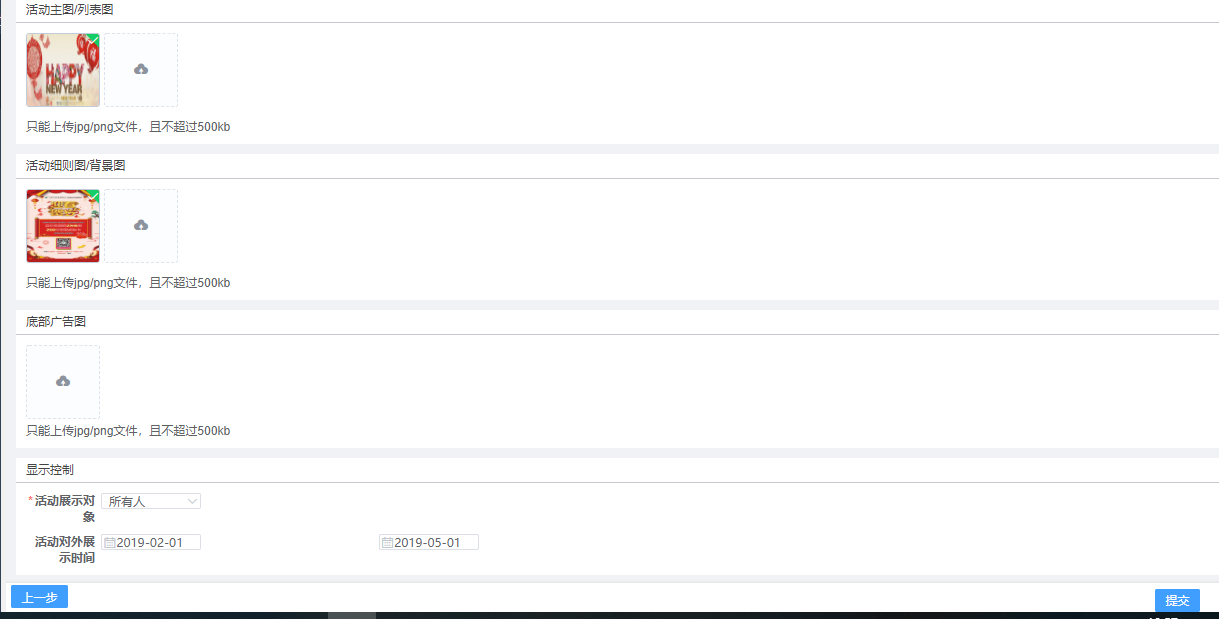 活动主图/列表图
HAPPY
NEW YEAR
只能上传jpg/png文件，且不超过500kb
活动细则图/背景图
只能上传jpg/png文件，且不超过500kb
底部广告图
只能上传jpg/png文件，且不超过500kb
显示控制
*活动展示对
象
所有人
活动对外展
示时间
2019-02-01
2019-05-01
上一步
提交